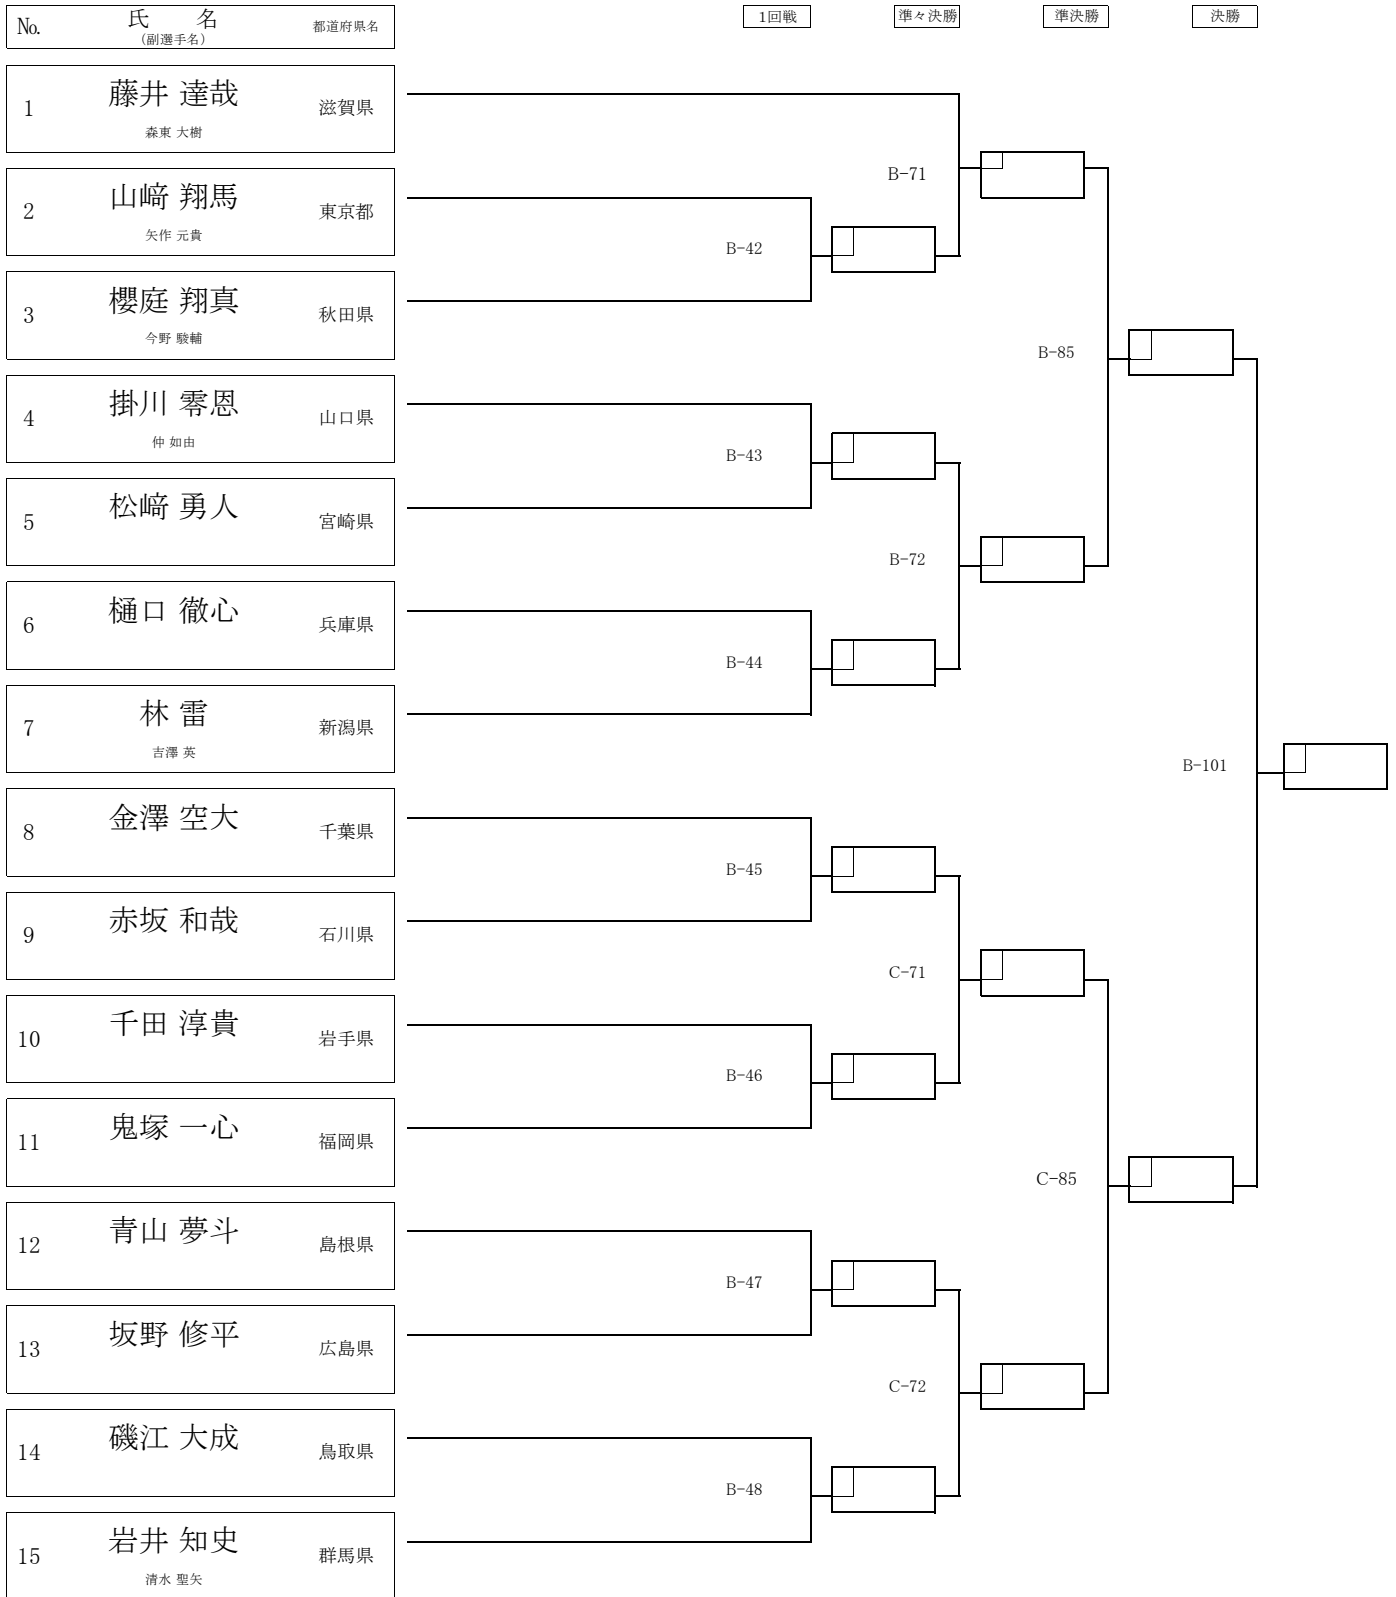 No. 氏 名 都道府県名 1回戦 準々決勝 準決勝 決勝
(副選手名)
1 藤井 達哉 滋賀県
森東 大樹
B-71
2 山﨑 翔馬 東京都
矢作 元貴
B-42
3 櫻庭 翔真 秋田県
今野 駿輔
B-85
4 掛川 零恩 山口県
仲 如由
B-43
5 松﨑 勇人 宮崎県
B-72
6 樋口 徹心 兵庫県
B-44
7 林 雷 新潟県
吉澤 英
B-101
8 金澤 空大 千葉県
B-45
9 赤坂 和哉 石川県
C-71
10 千田 淳貴 岩手県
B-46
11 鬼塚 一心 福岡県
C-85
12 青山 夢斗 島根県
B-47
13 坂野 修平 広島県
C-72
14 磯江 大成 鳥取県
B-48
15 岩井 知史 群馬県
清水 聖矢